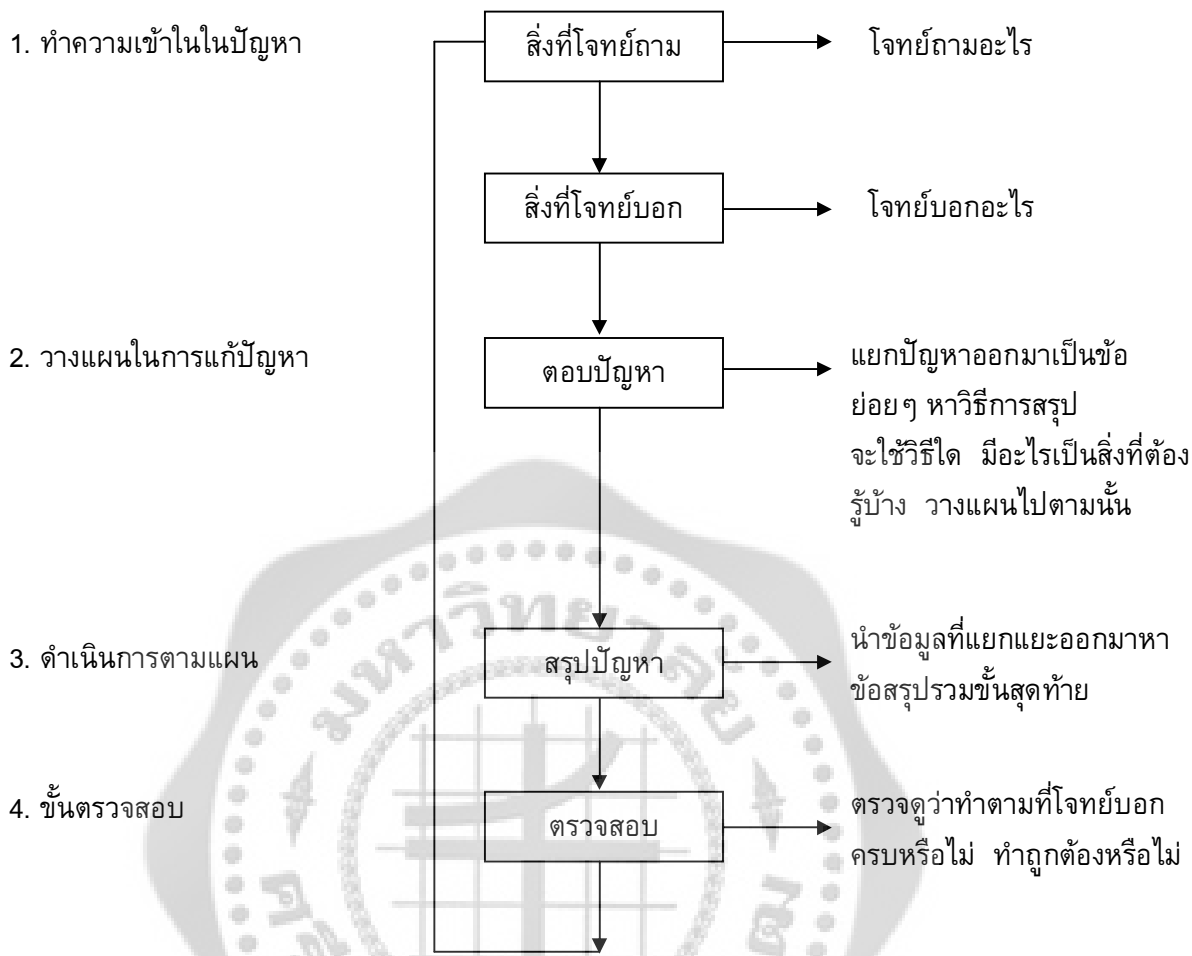 1. ทำความเข้าในในปัญหา
สิ่งที่โจทย์ถาม
โจทย์ถามอะไร
สิ่งที่โจทย์บอก
โจทย์บอกอะไร
2. วางแผนในการแก้ปัญหา
ตอบปัญหา
แยกปัญหาออกมาเป็นข้อ
ย่อยๆ หาวิธีการสรุป
จะใช้วิธีใด มีอะไรเป็นสิ่งที่ต้อง
รู้บ้าง วางแผนไปตามนั้น
3. ดำเนินการตามแผน
สรุปปัญหา
นำข้อมูลที่แยกแยะออกมาหา
ข้อสรุปรวมขั้นสุดท้าย
4. ขั้นตรวจสอบ
ตรวจสอบ
ตรวจดูว่าทำตามที่โจทย์บอก
ครบหรือไม่ ทำถูกต้องหรือไม่
มหาวิทยาลัย